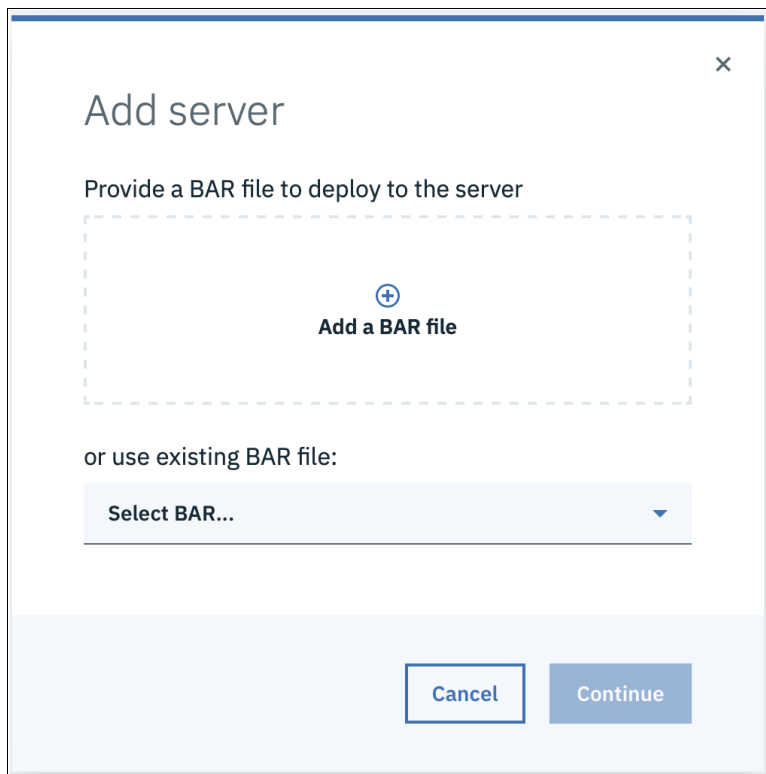 Add server
Provide a BAR file to deploy to the server
Add a BAR file
or use existing BAR file:
Select BAR...
Cancel
Continue